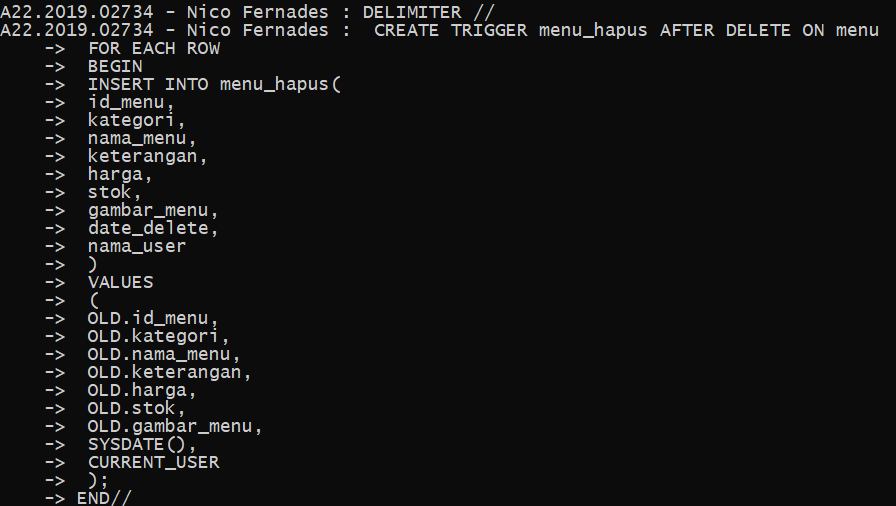 A22.2019.02734 - Nico Fernades : DELIMITER //
A22.2019.02734 - Nico Fernades :  CREATE TRIGGER menu_hapus AFTER DELETE ON menu
    ->  FOR EACH ROW
    ->  BEGIN
    ->  INSERT INTO menu_hapus(
    ->  id_menu,
    ->  kategori,
    ->  nama_menu,
    ->  keterangan,
    ->  harga,
    ->  stok,
    ->  gambar_menu,
    ->  date_delete,
    ->  nama_user
    ->  )
    ->  VALUES
    ->  (
    ->  OLD.id_menu,
    ->  OLD.kategori,
    ->  OLD.nama_menu,
    ->  OLD.keterangan,
    ->  OLD.harga,
    ->  OLD.stok,
    ->  OLD.gambar_menu,
    ->  SYSDATE(),
    ->  CURRENT_USER
    ->  );
    -> END//